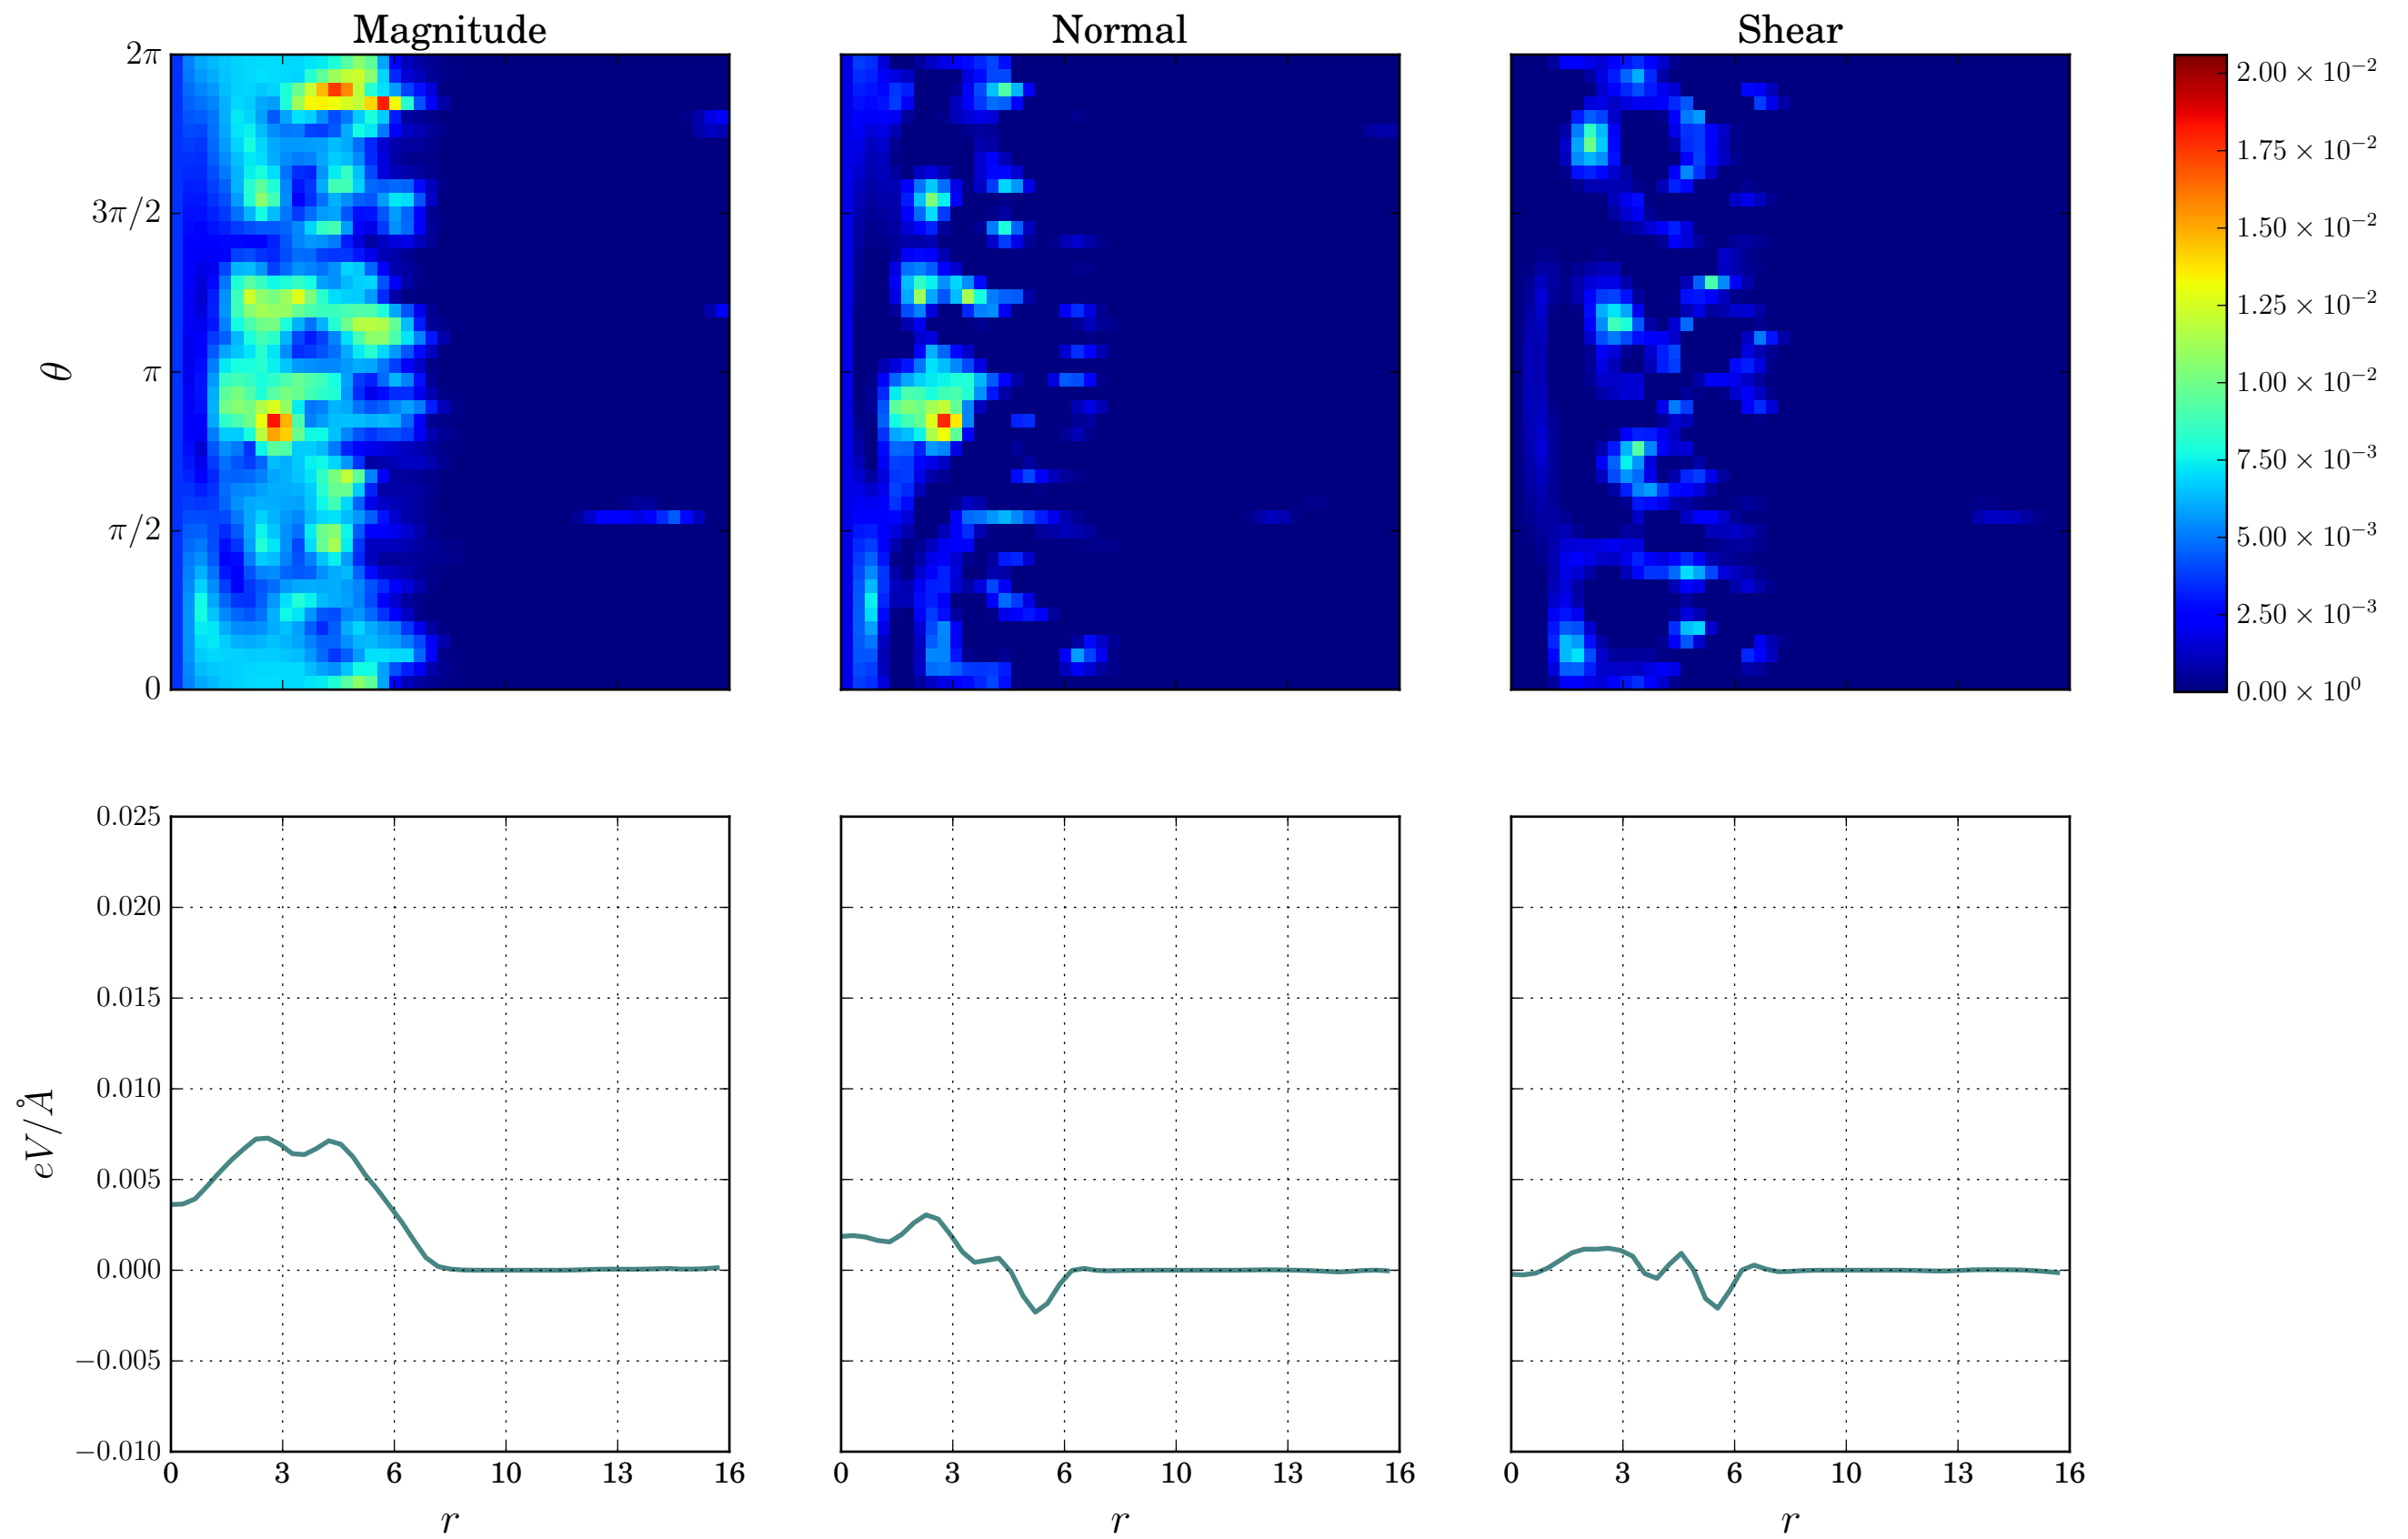 Magnitude
Normal
Shear
2π
3π/2
π
π/2
0
θ
2.00 × 10⁻²
1.75 × 10⁻²
1.50 × 10⁻²
1.25 × 10⁻²
1.00 × 10⁻²
7.50 × 10⁻³
5.00 × 10⁻³
2.50 × 10⁻³
0.00 × 10⁰
0.025
0.020
0.015
0.010
0.005
0.000
−0.005
−0.010
eV/Å
0 3 6 10 13 16
0 3 6 10 13 16
0 3 6 10 13 16
r
r
r